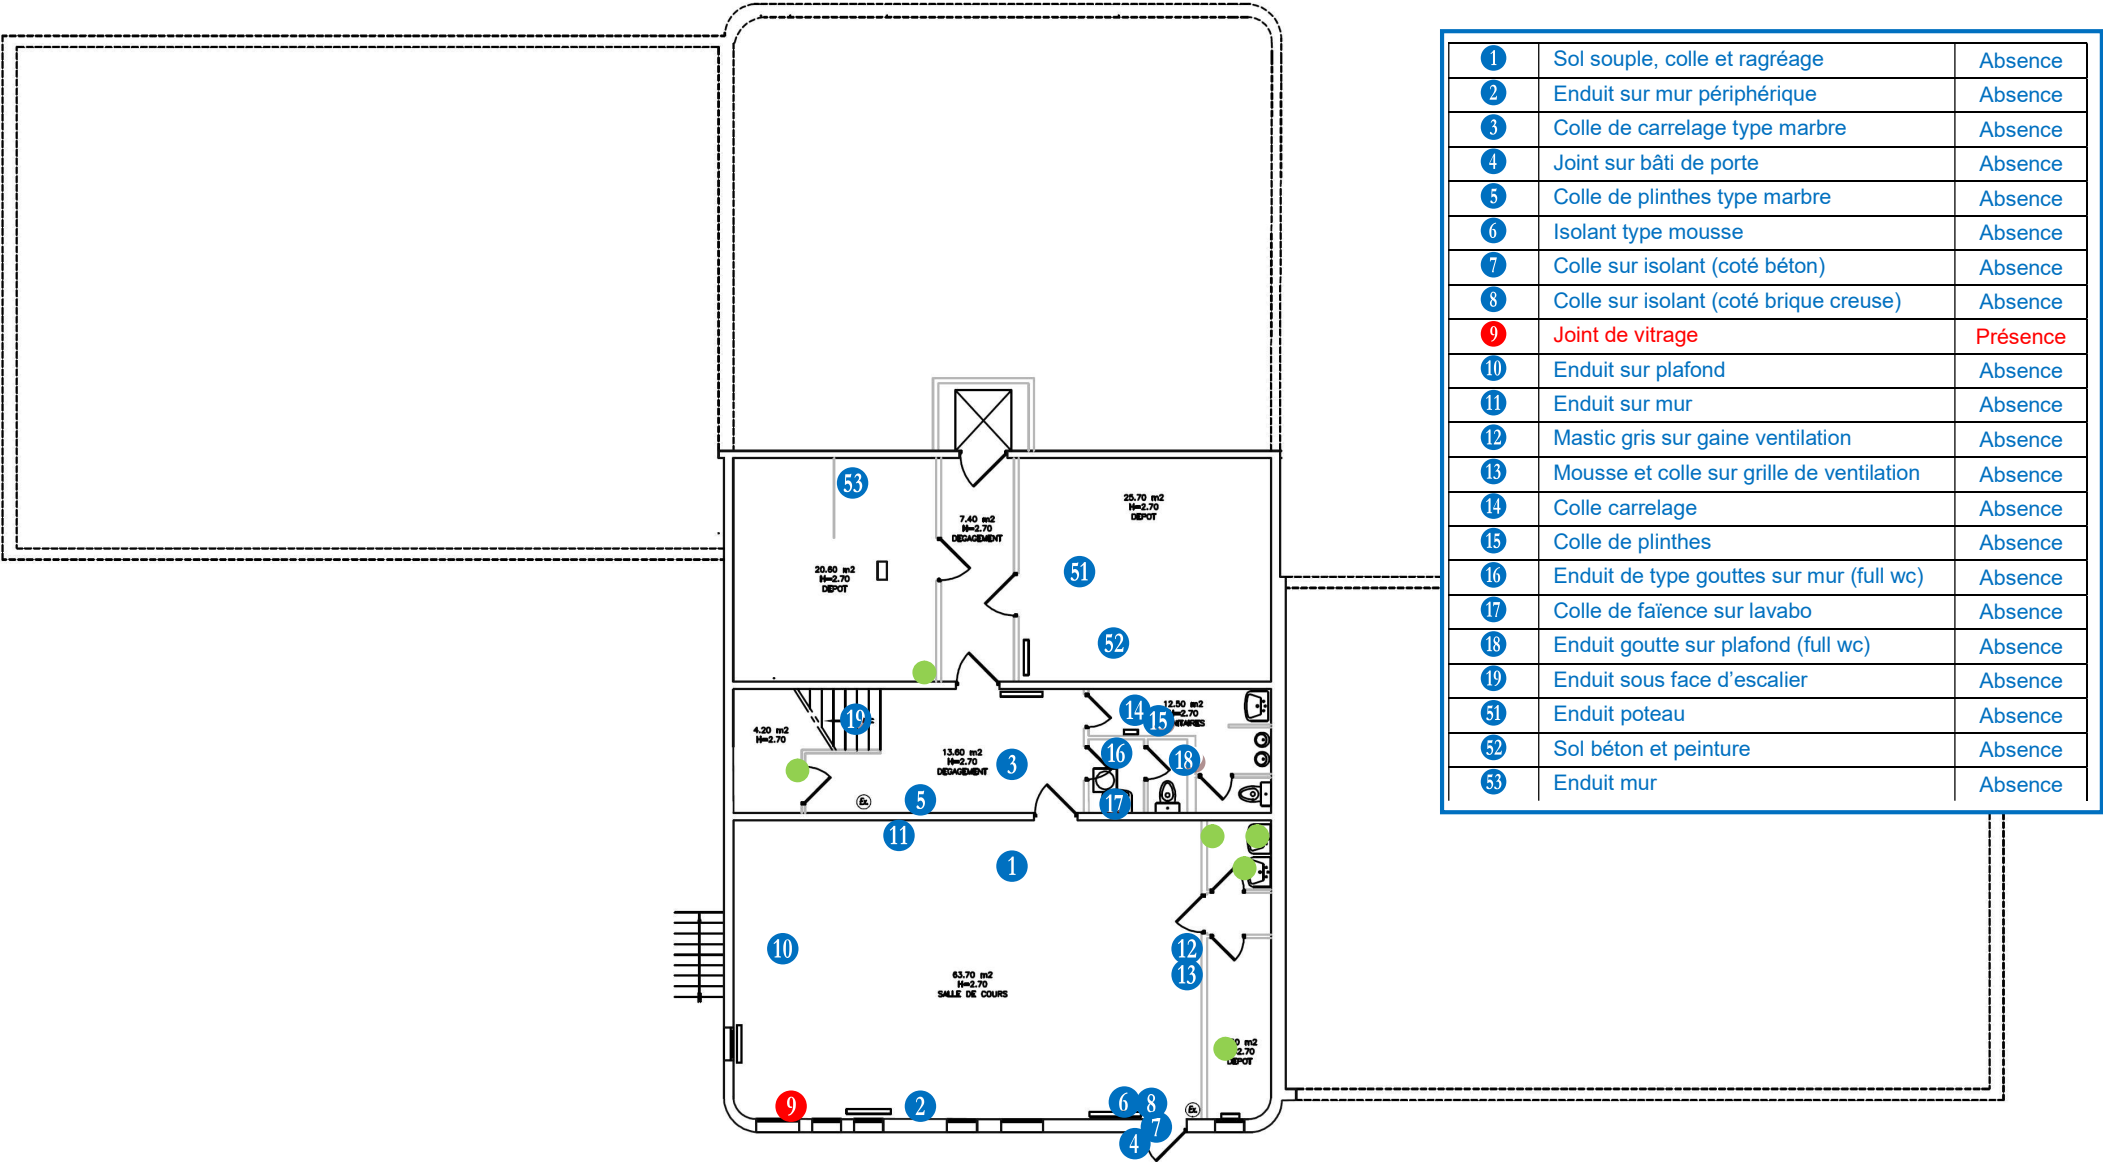 1 Sol souple, colle et ragréage Absence
2 Enduit sur mur périphérique Absence
3 Colle de carrelage type marbre Absence
4 Joint sur bâti de porte Absence
5 Colle de plinthes type marbre Absence
6 Isolant type mousse Absence
7 Colle sur isolant (coté béton) Absence
8 Colle sur isolant (coté brique creuse) Absence
9 Joint de vitrage Présence
10 Enduit sur plafond Absence
11 Enduit sur mur Absence
12 Mastic gris sur gaine ventilation Absence
13 Mousse et colle sur grille de ventilation Absence
14 Colle carrelage Absence
15 Colle de plinthes Absence
16 Enduit de type gouttes sur mur (full wc) Absence
17 Colle de faïence sur lavabo Absence
18 Enduit goutte sur plafond (full wc) Absence
19 Enduit sous face d’escalier Absence
51 Enduit poteau Absence
52 Sol béton et peinture Absence
53 Enduit mur Absence
53
25.70 m2
H=2.70
DEPOT
7.40 m2
H=2.70
DEGAGEMENT
51
20.60 m2
H=2.70
DEPOT
52
19
14
15
12.50 m2
=2.70
4.20 m2
H=2.70
13.60 m2
H=2.70
DEGAGEMENT
3
16
18
5
17
11
1
10
12
13
63.70 m2
H=2.70
SALLE DE COURS
m2
2.70
DEPOT
9
2
6
8
7
4